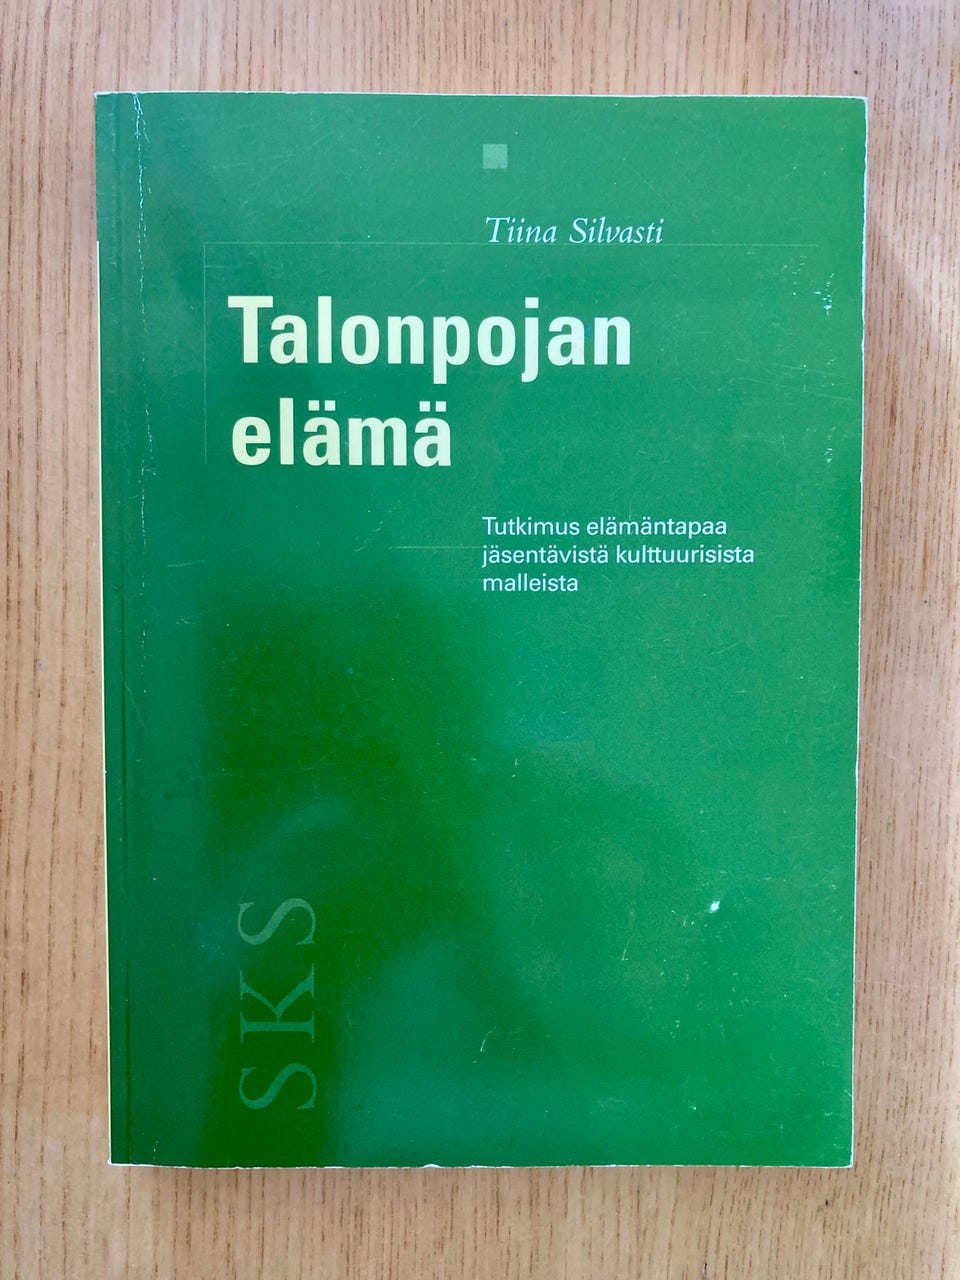 Tiina Silvasti
Talonpojan
elämä
Tutkimus elämäntapaa
jäsentävistä kulttuurisista
malleista
SKS